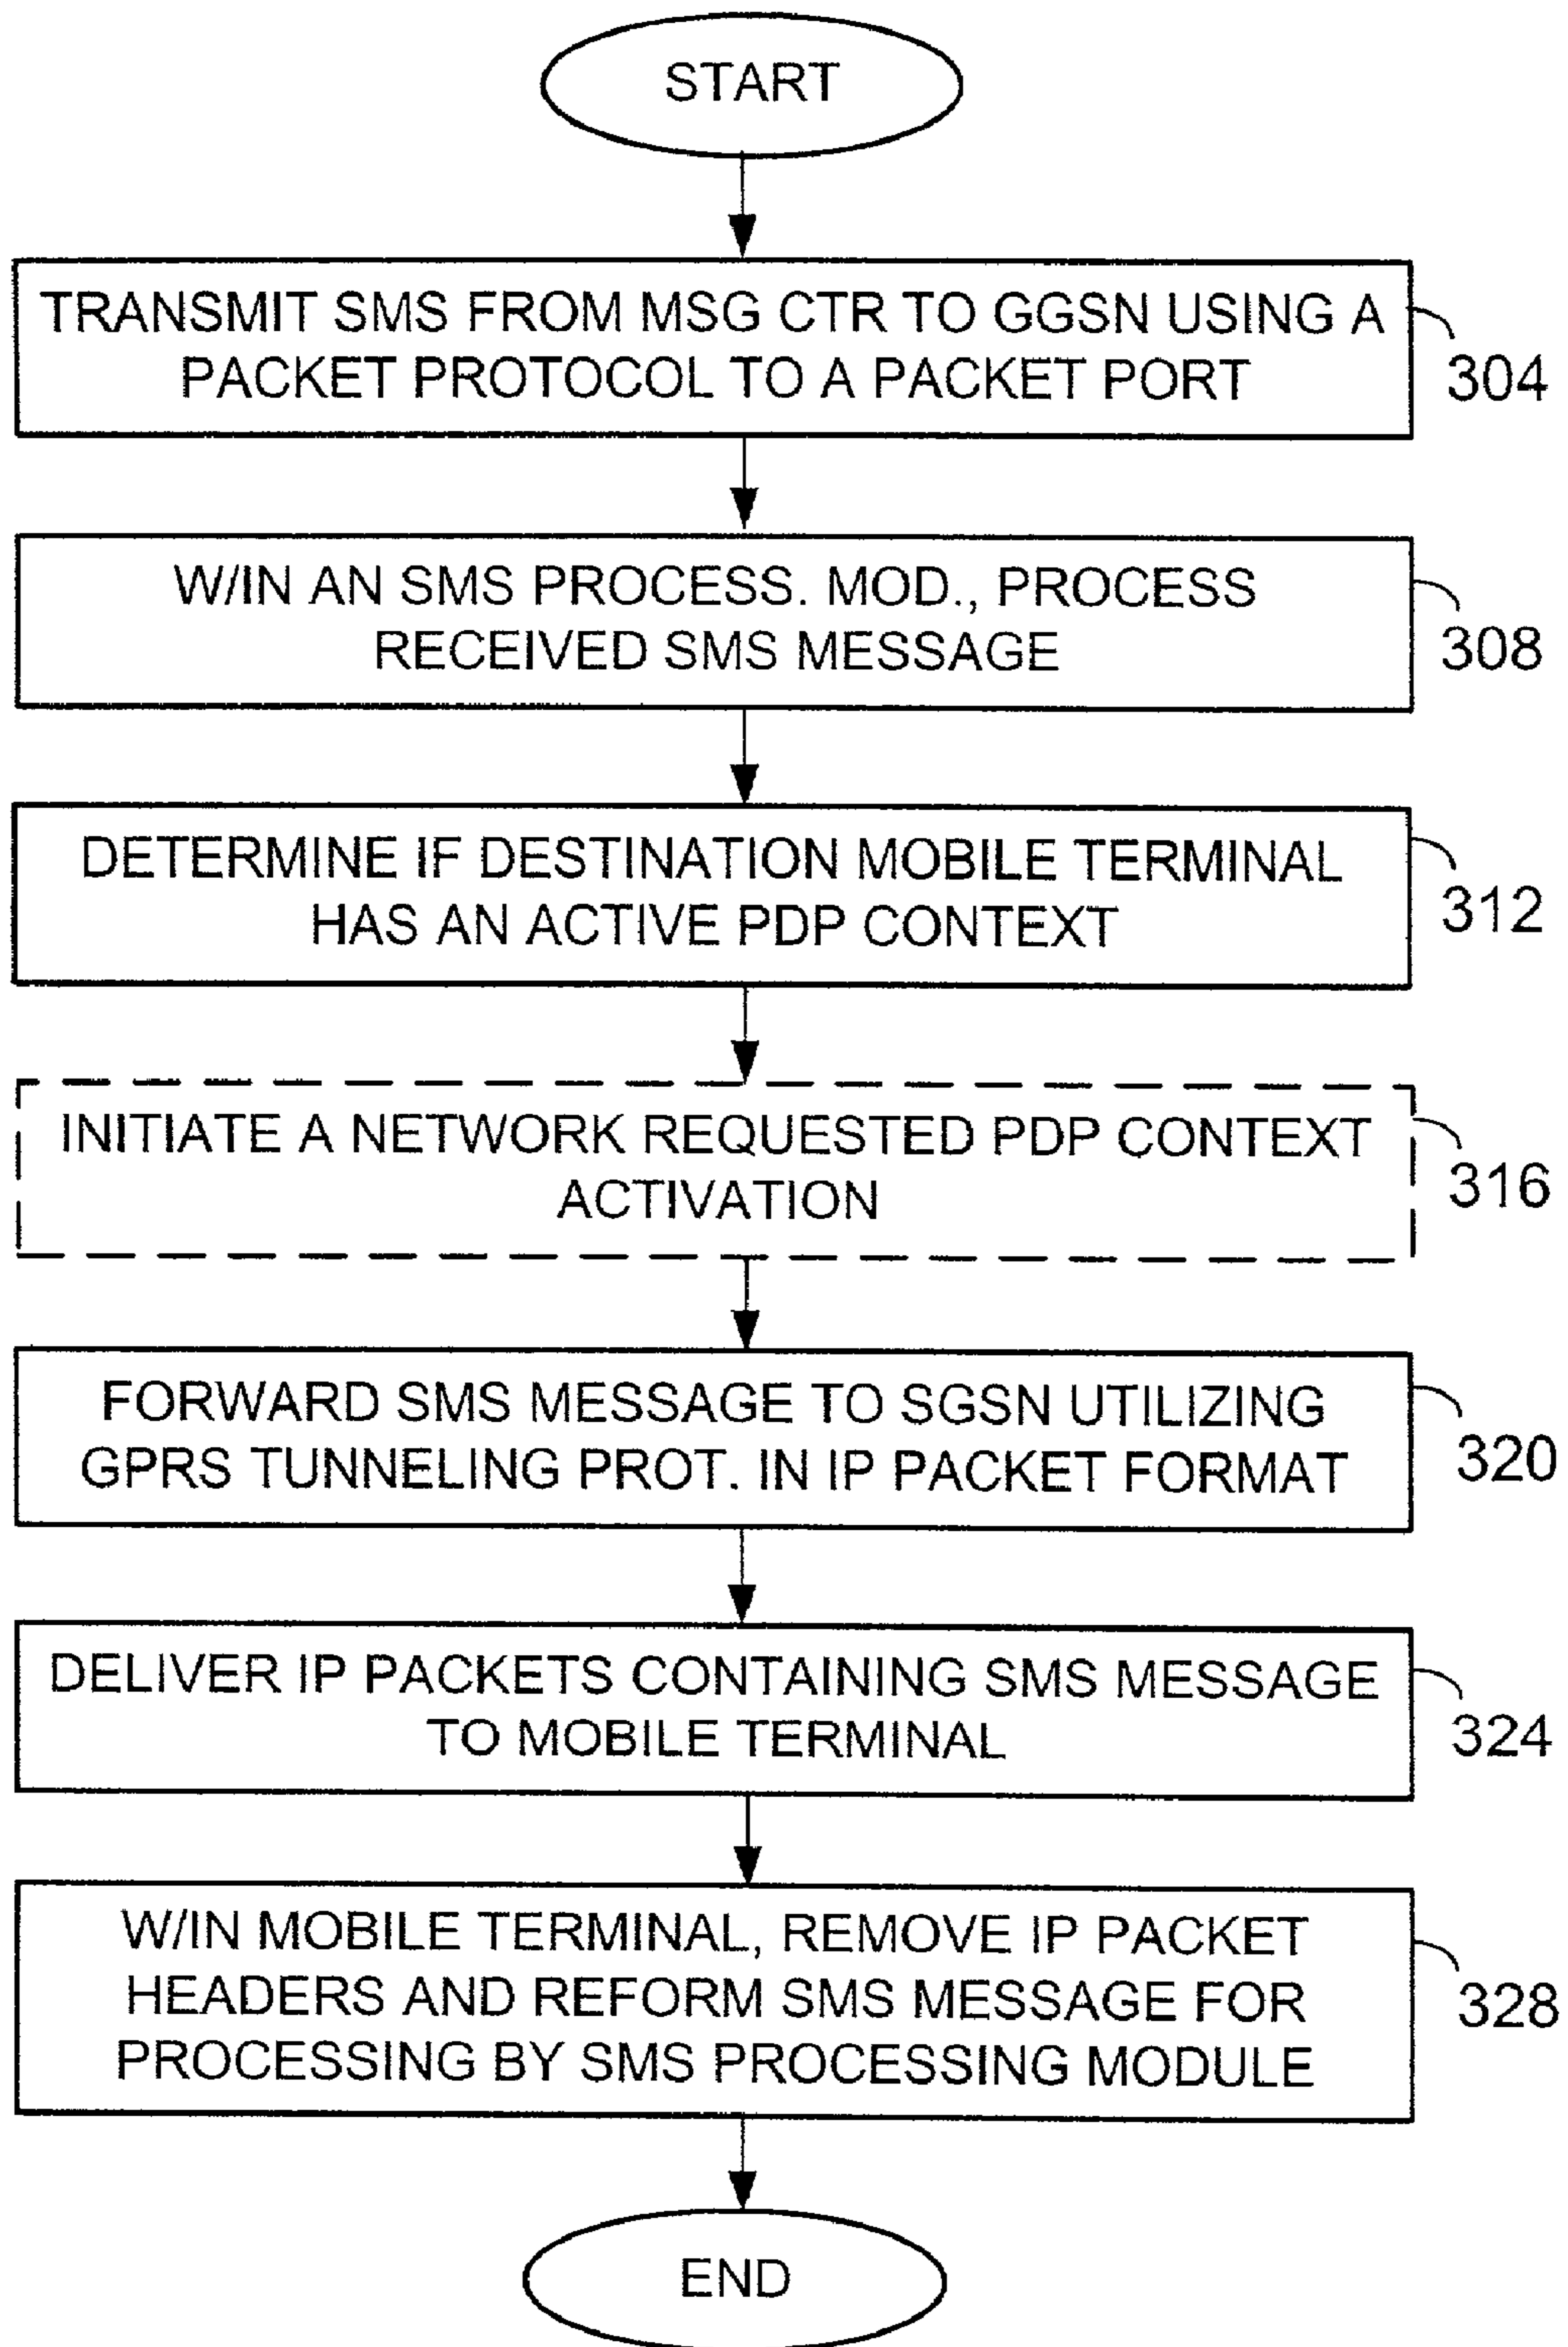 START
TRANSMIT SMS FROM MSG CTR TO GGSN USING A
PACKET PROTOCOL TO A PACKET PORT
304
W/IN AN SMS PROCESS. MOD., PROCESS
RECEIVED SMS MESSAGE
308
DETERMINE IF DESTINATION MOBILE TERMINAL
HAS AN ACTIVE PDP CONTEXT
312
INITIATE A NETWORK REQUESTED PDP CONTEXT
ACTIVATION
316
FORWARD SMS MESSAGE TO SGSN UTILIZING
GPRS TUNNELING PROT. IN IP PACKET FORMAT
320
DELIVER IP PACKETS CONTAINING SMS MESSAGE
TO MOBILE TERMINAL
324
W/IN MOBILE TERMINAL, REMOVE IP PACKET
HEADERS AND REFORM SMS MESSAGE FOR
PROCESSING BY SMS PROCESSING MODULE
328
END